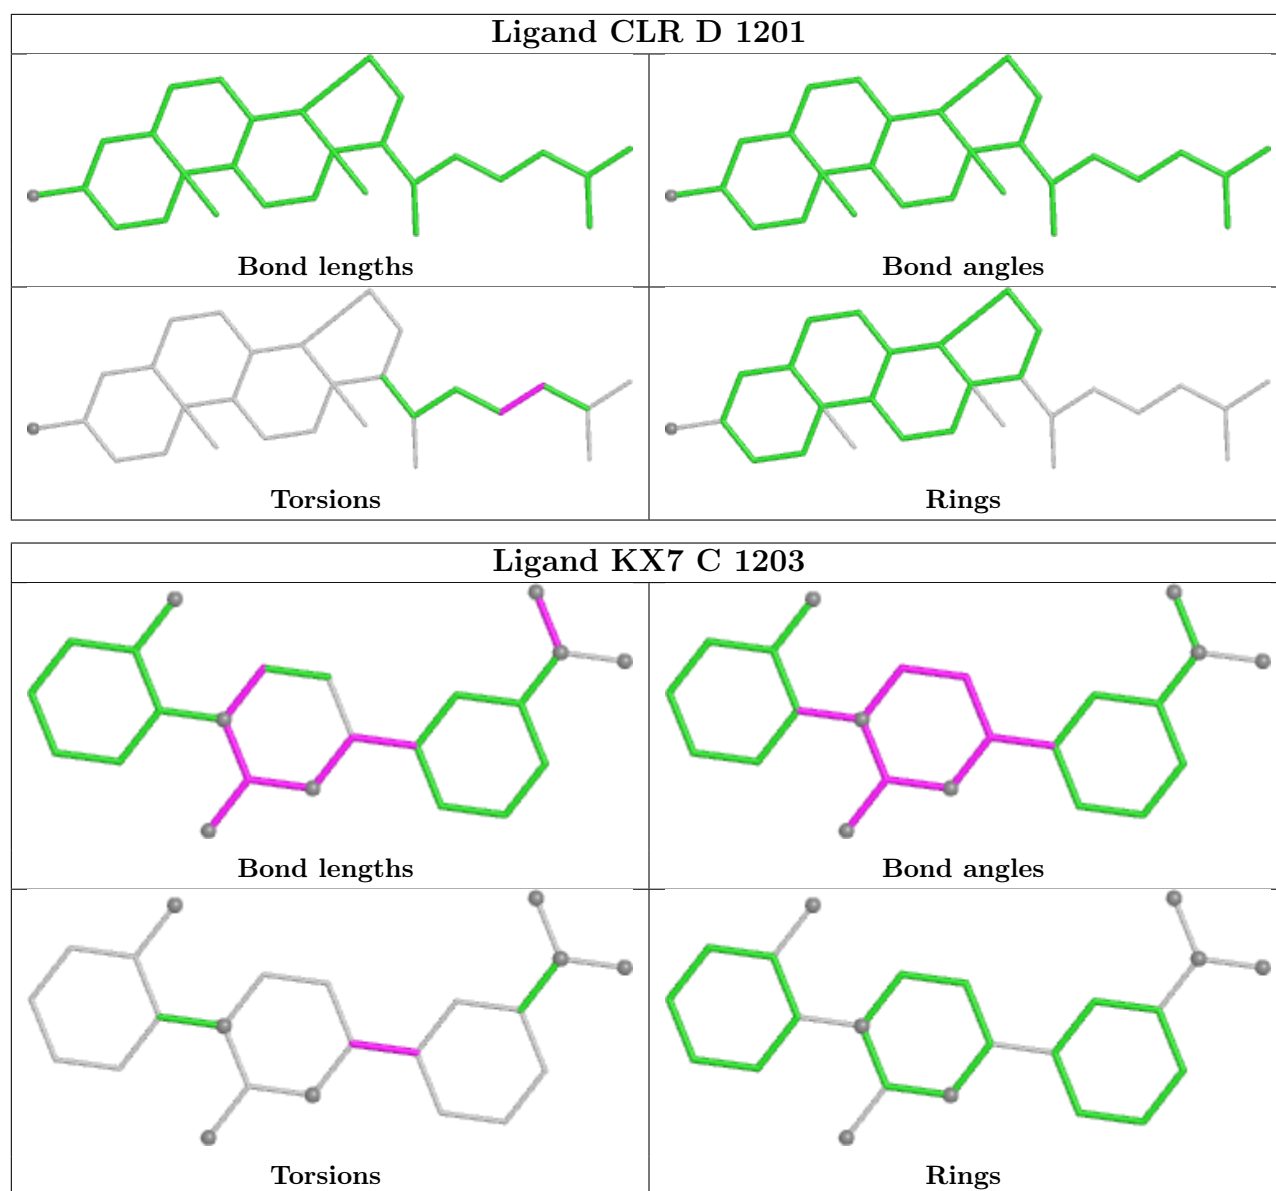 Ligand CLR D 1201
Bond lengths
Bond angles
Torsions
Rings
Ligand KX7 C 1203
Bond lengths
Bond angles
Torsions
Rings